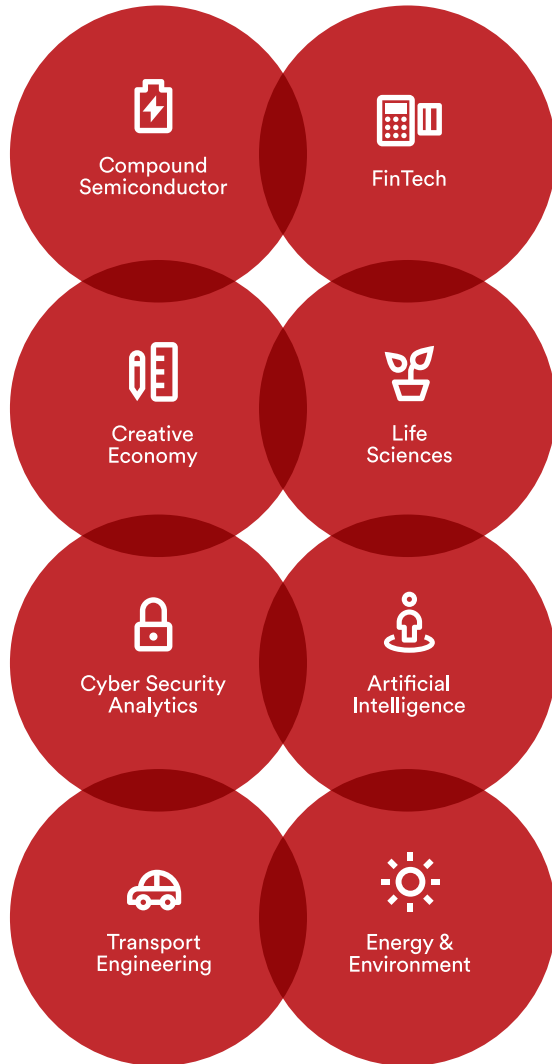 Compound
Semiconductor
FinTech
Creative
Economy
Life
Sciences
Cyber Security
Analytics
Artificial
Intelligence
Transport
Engineering
Energy &
Environment